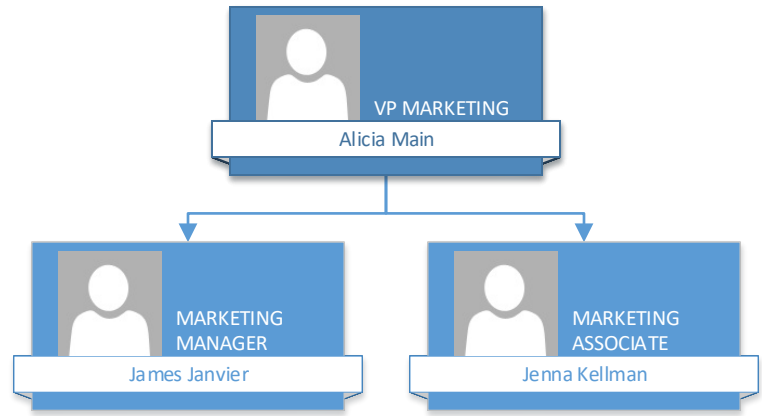 VP MARKETING
Alicia Main
MARKETING
MANAGER
James Janvier
MARKETING
ASSOCIATE
Jenna Kellman